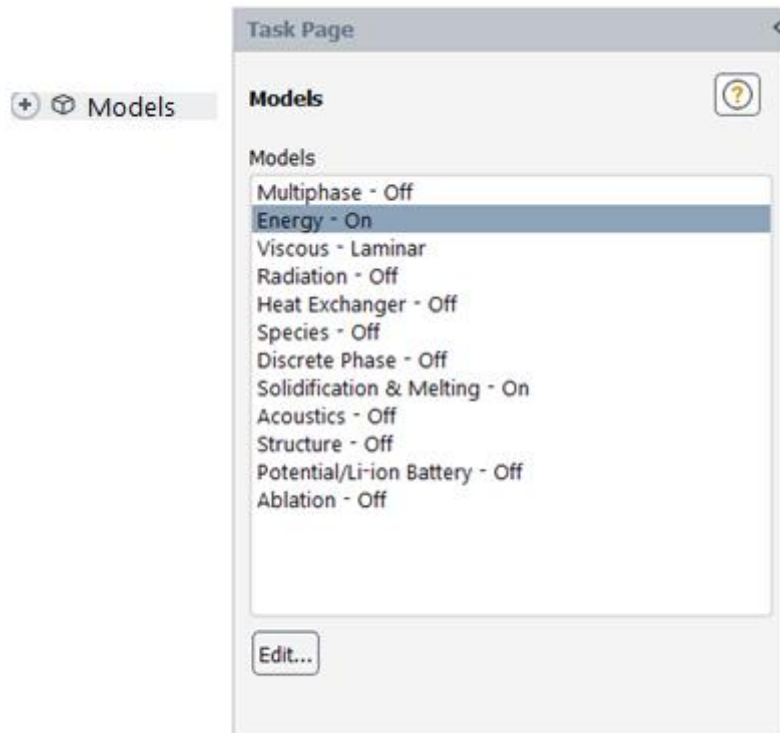 Task Page
Models
Models
Models
Multiphase - Off
Energy - On
Viscous - Laminar
Radiation - Off
Heat Exchanger - Off
Species - Off
Discrete Phase - Off
Solidification & Melting - On
Acoustics - Off
Structure - Off
Potential/Li-ion Battery - Off
Ablation - Off
Edit...